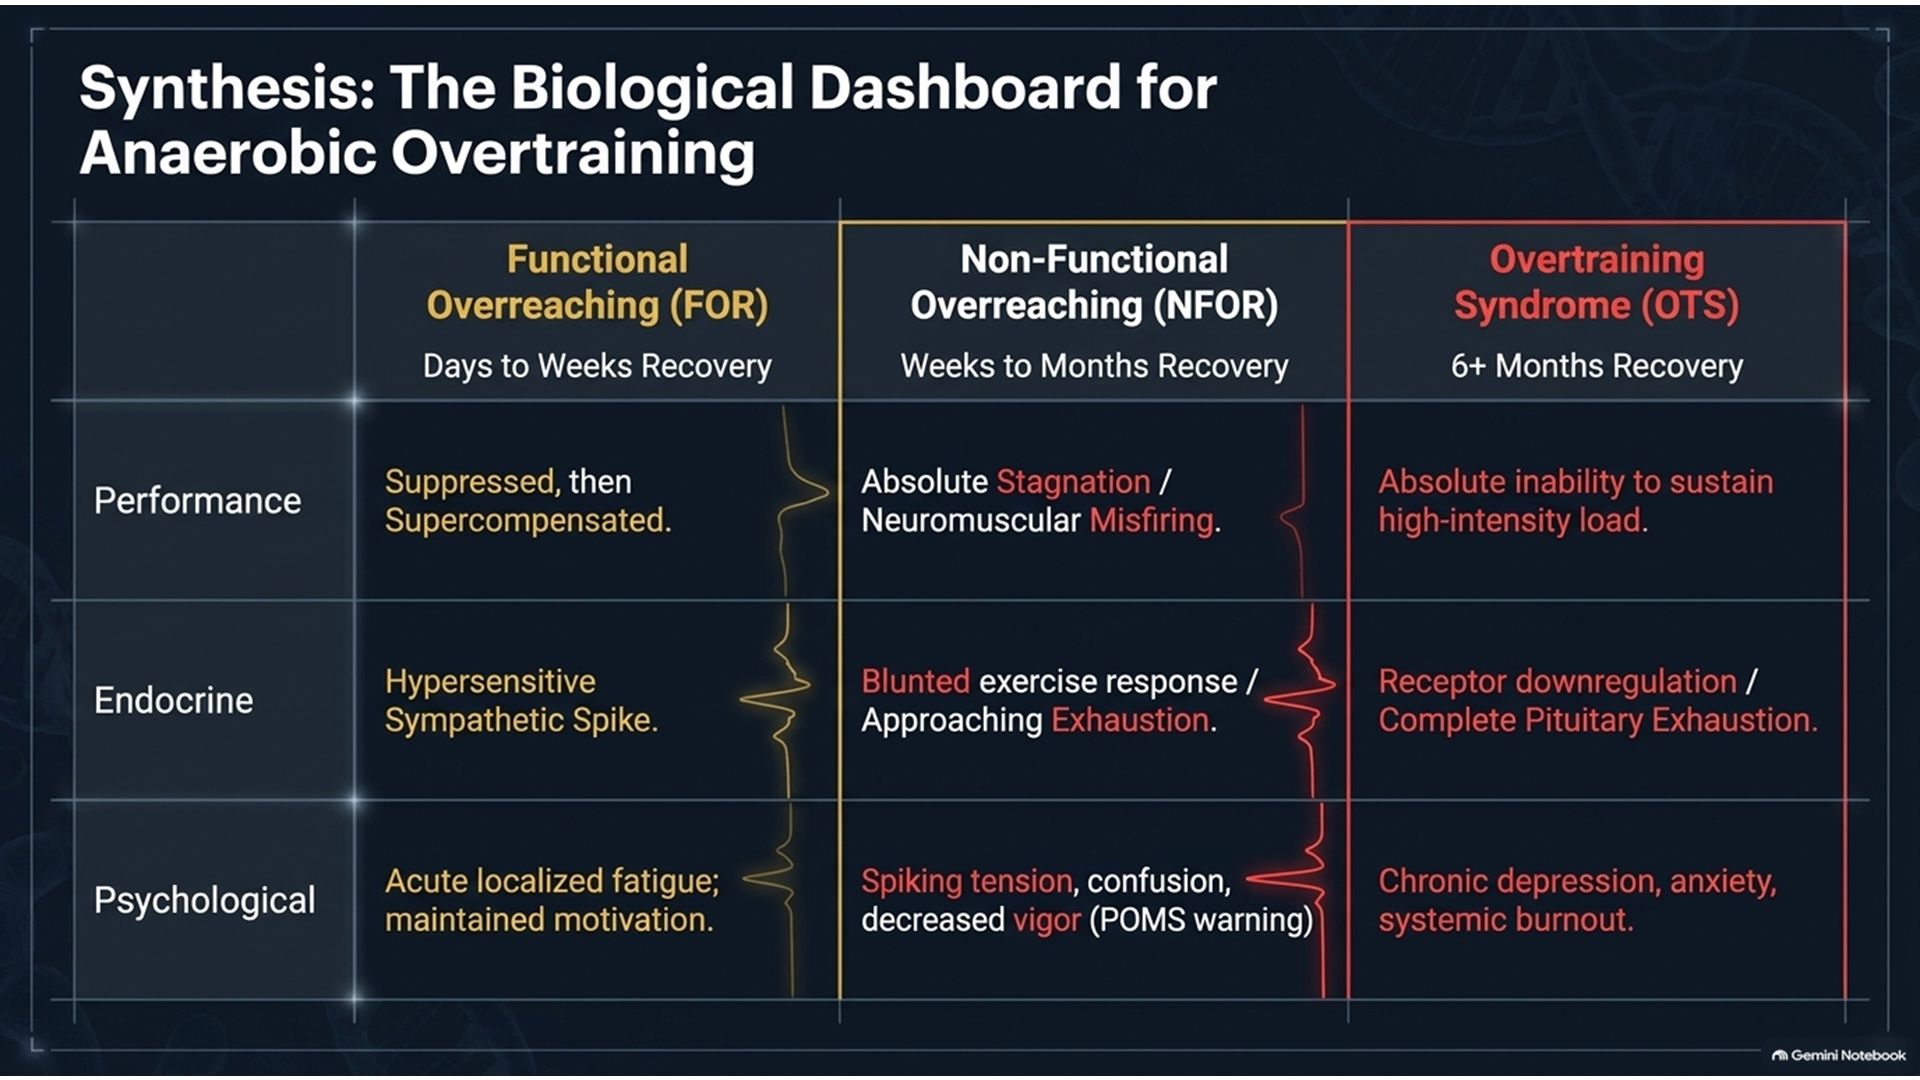 Synthesis: The Biological Dashboard for
Anaerobic Overtraining
Functional
Overreaching (FOR)
Days to Weeks Recovery
Non-Functional
Overreaching (NFOR)
Weeks to Months Recovery
Overtraining
Syndrome (OTS)
6+ Months Recovery
Performance
Suppressed, then
Supercompensated.
Absolute Stagnation /
Neuromuscular Misfiring.
Absolute inability to sustain
high-intensity load.
Endocrine
Hypersensitive
Sympathetic Spike.
Blunted exercise response /
Approaching Exhaustion.
Receptor downregulation /
Complete Pituitary Exhaustion.
Psychological
Acute localized fatigue;
maintained motivation.
Spiking tension, confusion,
decreased vigor (POMS warning)
Chronic depression, anxiety,
systemic burnout.
Gemini Notebook